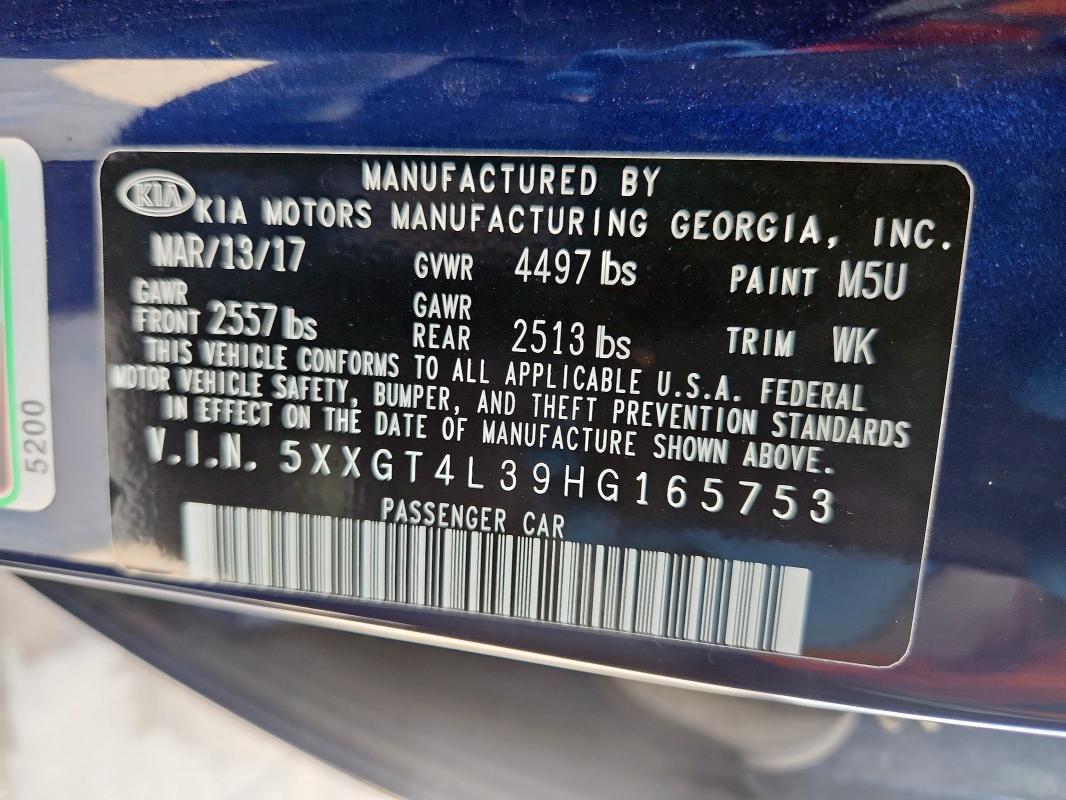 MANUFACTURED BY
KIA KIA MOTORS MANUFACTURING GEORGIA, INC.
MAR/13/17 GVWR 4497 lbs PAINT M5U
GAWR FRONT 2557 lbs GAWR REAR 2513 lbs TRIM WK
THIS VEHICLE CONFORMS TO ALL APPLICABLE U.S.A. FEDERAL
MOTOR VEHICLE SAFETY, BUMPER, AND THEFT PREVENTION STANDARDS
IN EFFECT ON THE DATE OF MANUFACTURE SHOWN ABOVE.
V.I.N. 5XXGT4L39HG165753
PASSENGER CAR
5200